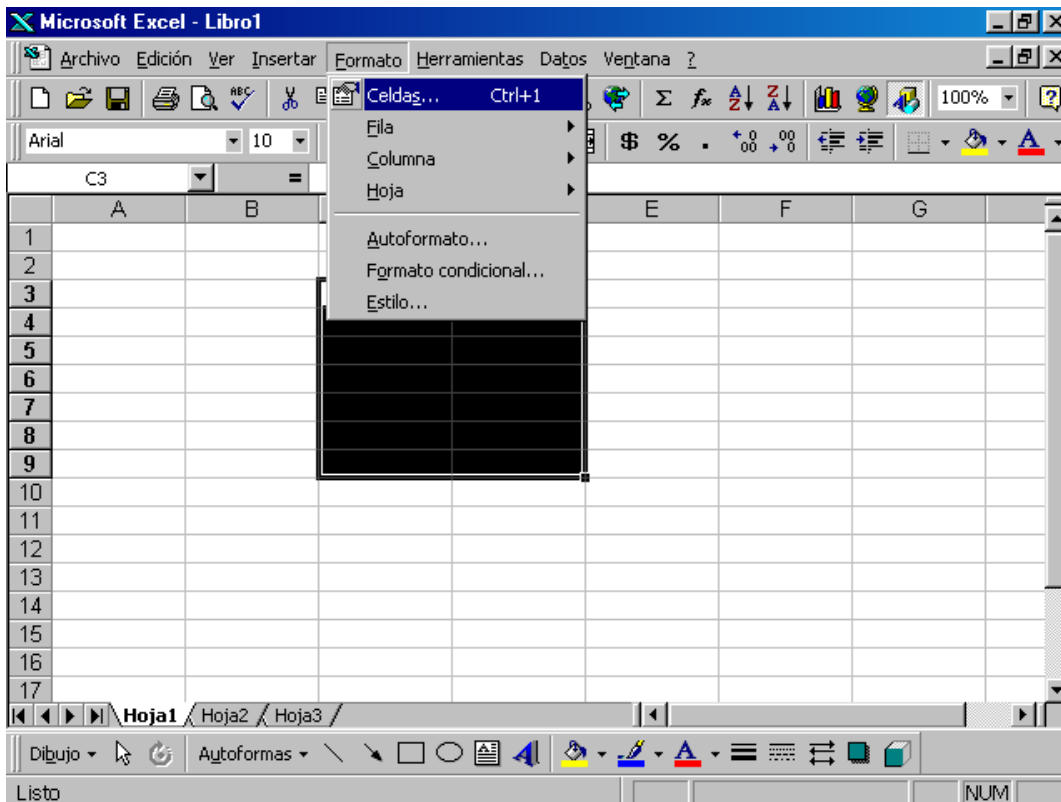 Microsoft Excel - Libro1
Archivo Edición Ver Insertar Formato Herramientas Datos Ventana ?
100%
Arial 10
$ %
Celdas... Ctrl+1
Fila
Columna
Hoja
Autoformato...
Formato condicional...
Estilo...
C3 =
A B E F G
1
2
3
4
5
6
7
8
9
10
11
12
13
14
15
16
17
Hoja1 Hoja2 Hoja3
Dibujo Autoformas
Listo NUM